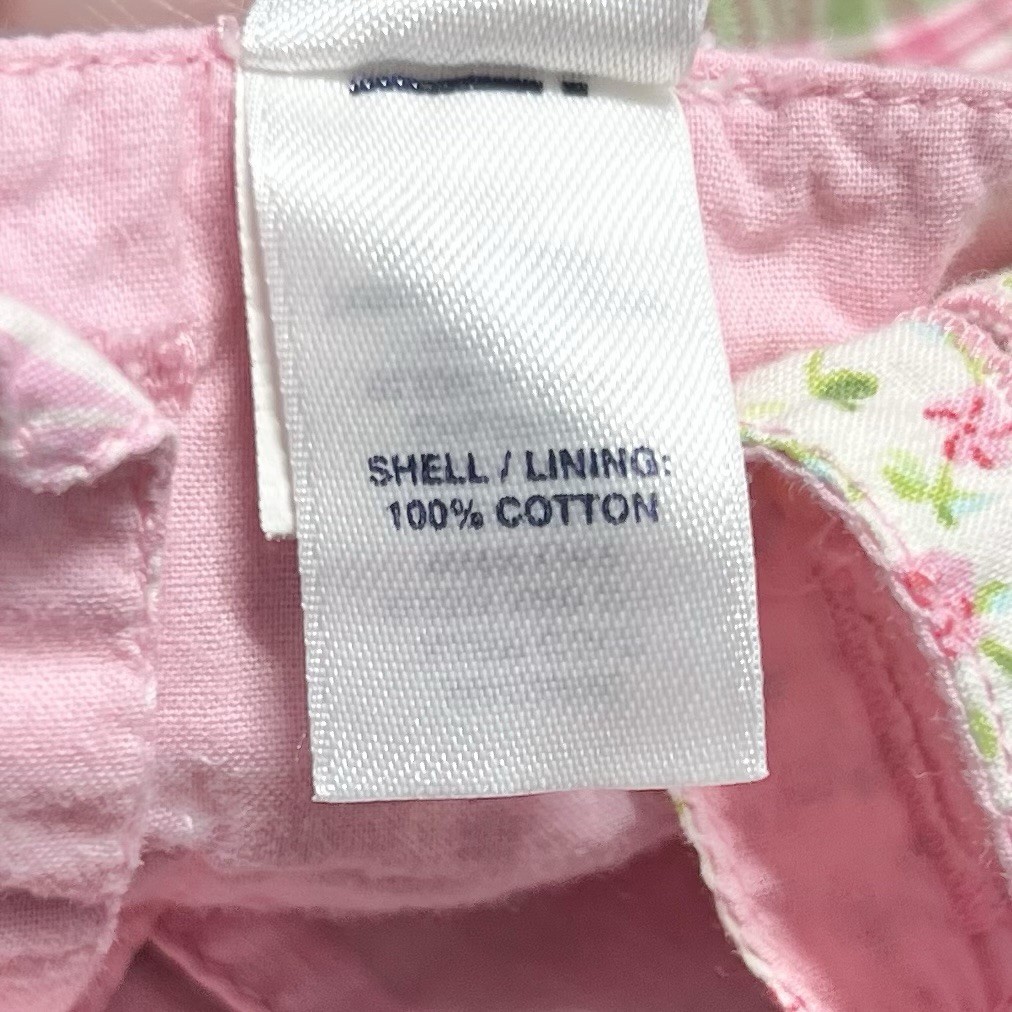 SHELL / LINING:
100% COTTON